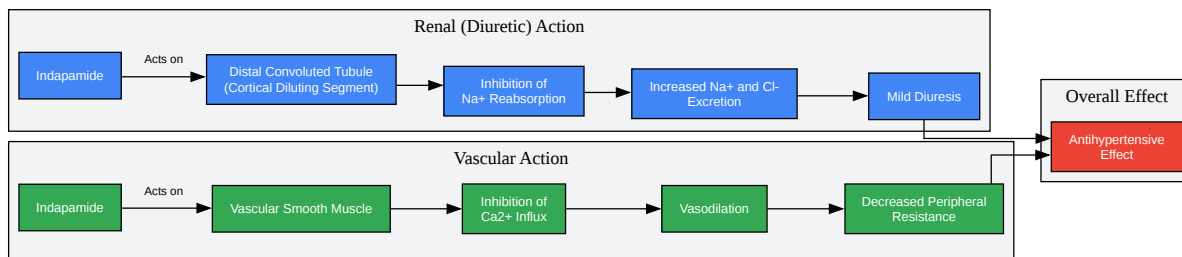 Renal (Diuretic) Action
Indapamide
Acts on
Distal Convoluted Tubule
(Cortical Diluting Segment)
Inhibition of
Na+ Reabsorption
Increased Na+ and Cl-
Excretion
Mild Diuresis
Overall Effect
Antihypertensive
Effect
Vascular Action
Indapamide
Acts on
Vascular Smooth Muscle
Inhibition of
Ca2+ Influx
Vasodilation
Decreased Peripheral
Resistance